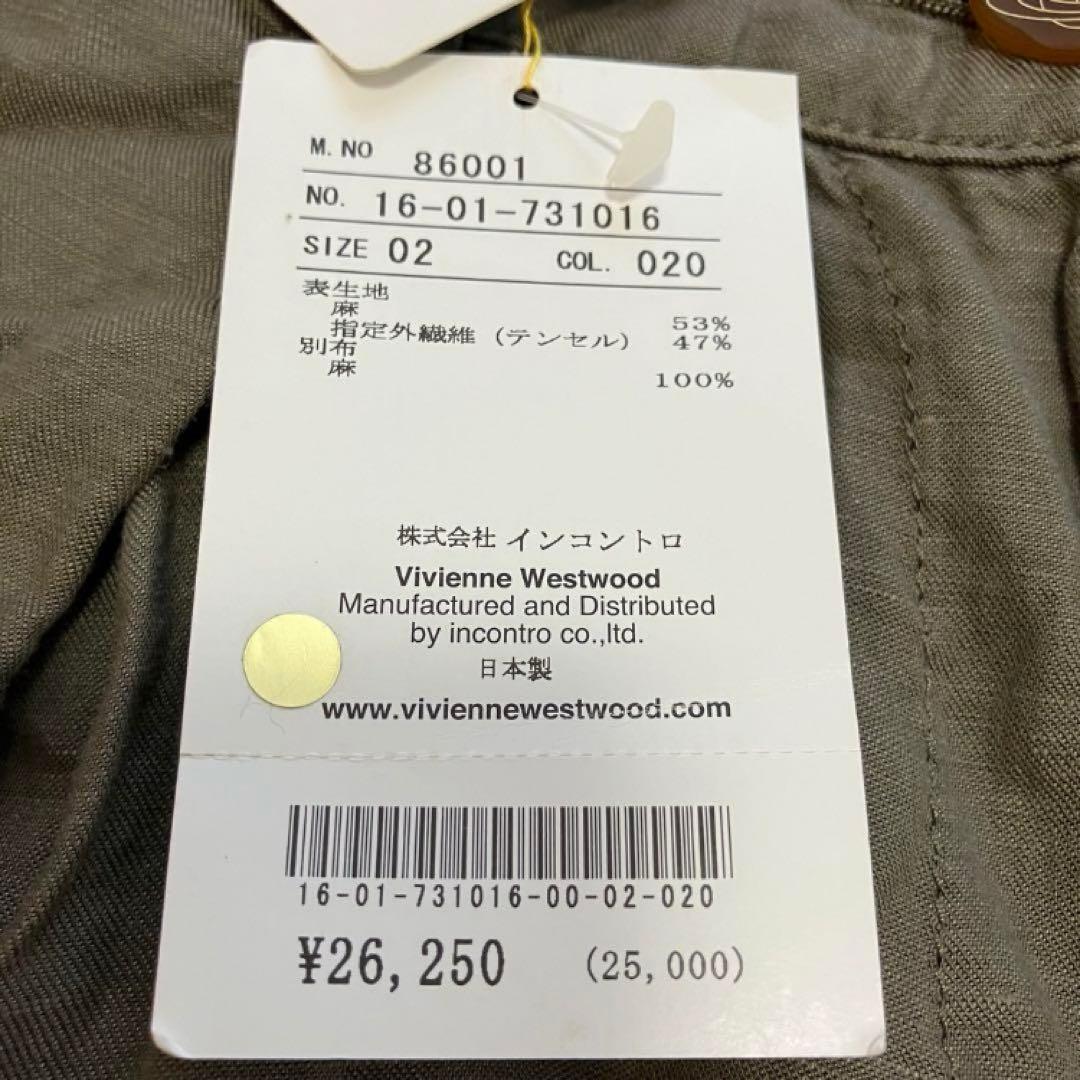 M. NO 86001
NO. 16-01-731016
SIZE 02 COL. 020
表生地
麻 53%
指定外繊維 (テンセル) 47%
別布
麻 100%
株式会社 インコントロ
Vivienne Westwood
Manufactured and Distributed
by incontro co.,ltd.
日本製
www.viviennewestwood.com
16-01-731016-00-02-020
¥26,250 (25,000)